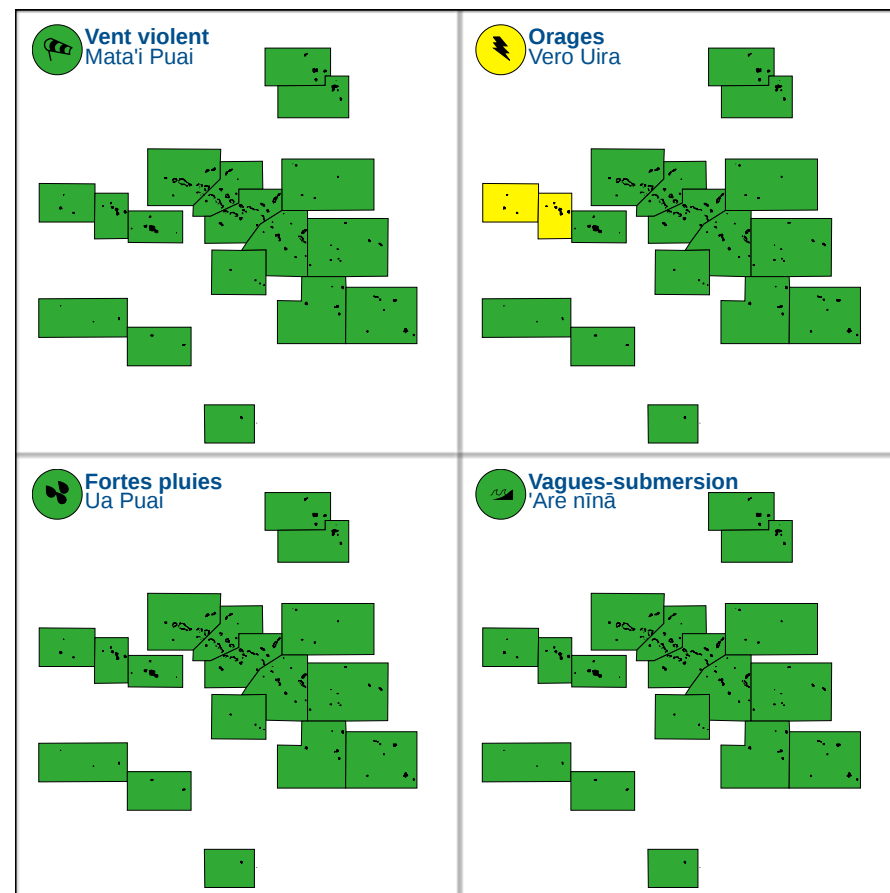 Vent violent
Mata'i Puai
Orages
Vero Uira
Fortes pluies
Ua Puai
Vagues-submersion
'Are nīnā